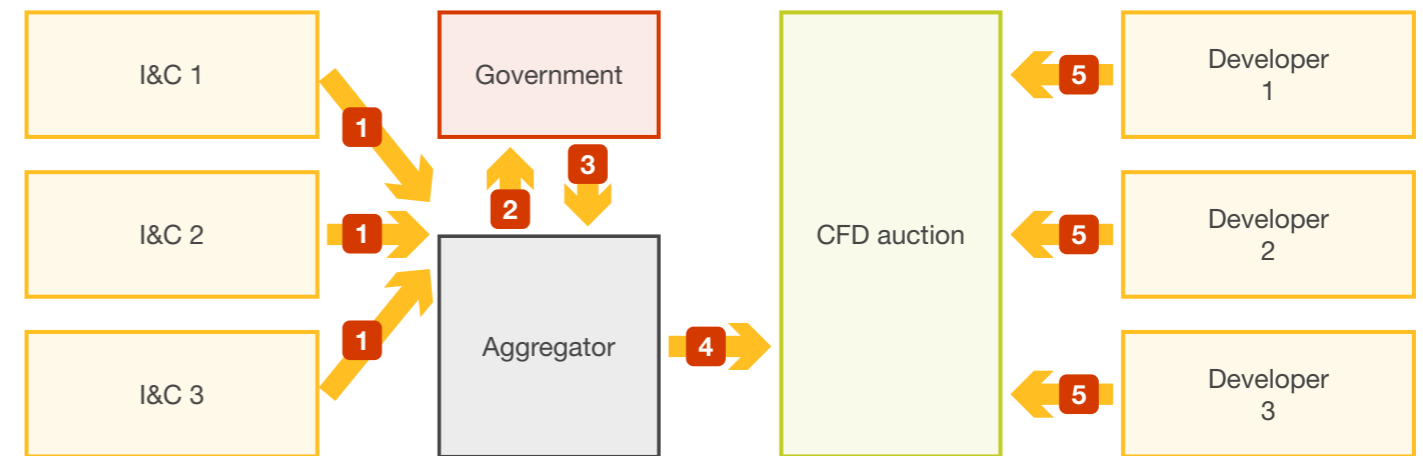 I&C 1
1
I&C 2
1
I&C 3
1
Government
2
3
Aggregator
4
CFD auction
5
Developer
1
5
Developer
2
5
Developer
3